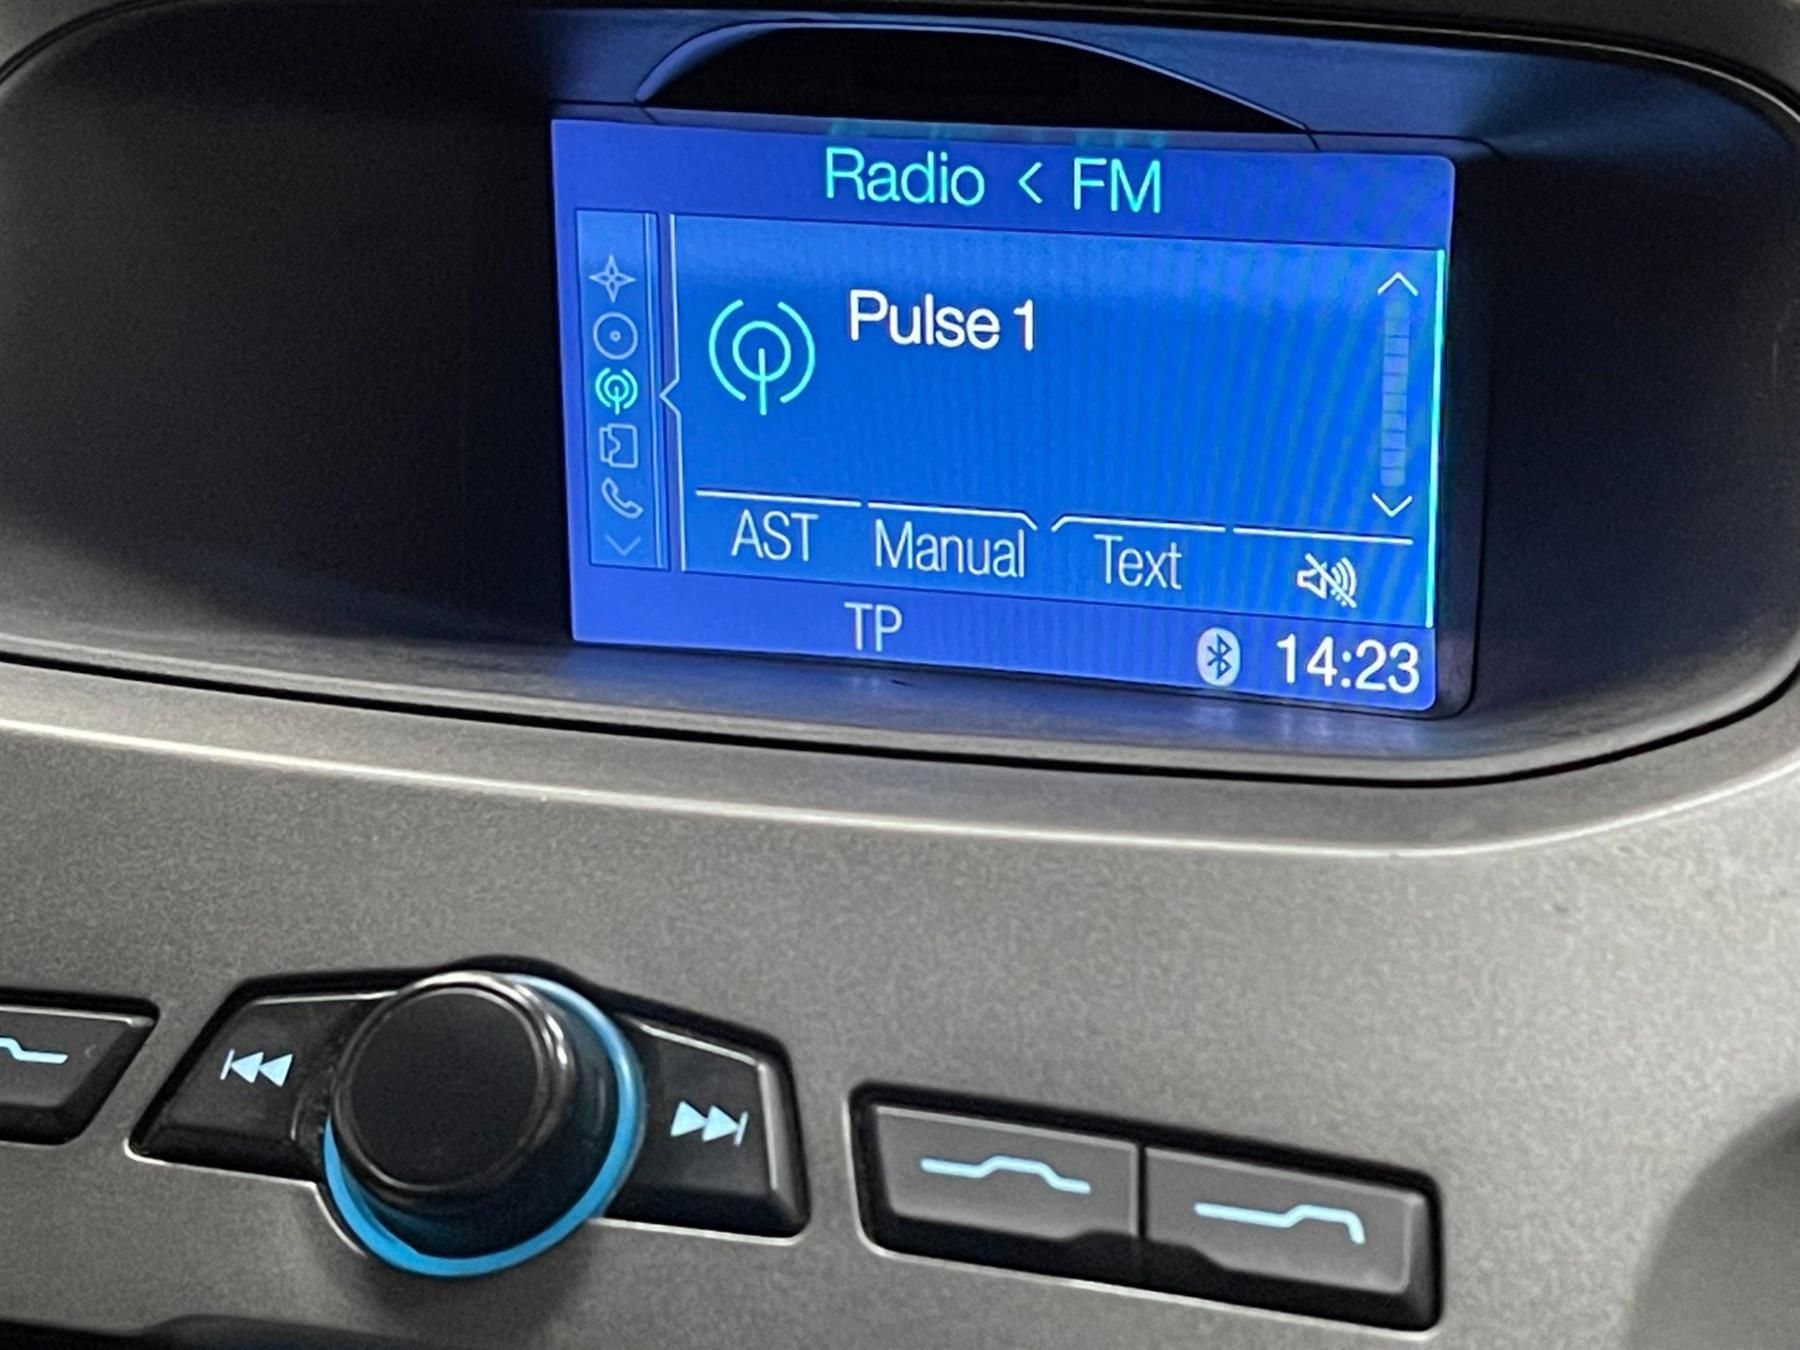 Radio < FM
Pulse 1
AST Manual Text
TP 14:23